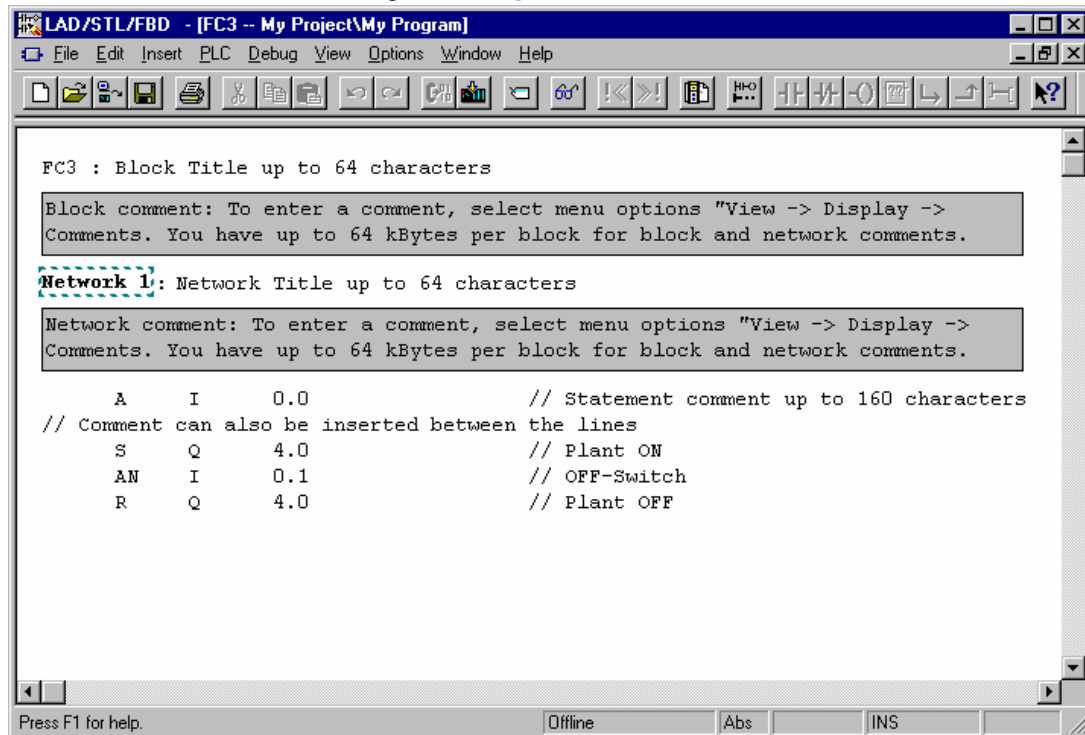 LAD/STL/FBD - [FC3 -- My Project\My Program]
File Edit Insert PLC Debug View Options Window Help
FC3 : Block Title up to 64 characters
Block comment: To enter a comment, select menu options "View -> Display ->
Comments. You have up to 64 kBytes per block for block and network comments.
Network 1: Network Title up to 64 characters
Network comment: To enter a comment, select menu options "View -> Display ->
Comments. You have up to 64 kBytes per block for block and network comments.
A I 0.0 // Statement comment up to 160 characters
// Comment can also be inserted between the lines
S Q 4.0 // Plant ON
AN I 0.1 // OFF-Switch
R Q 4.0 // Plant OFF
Press F1 for help. Offline Abs INS